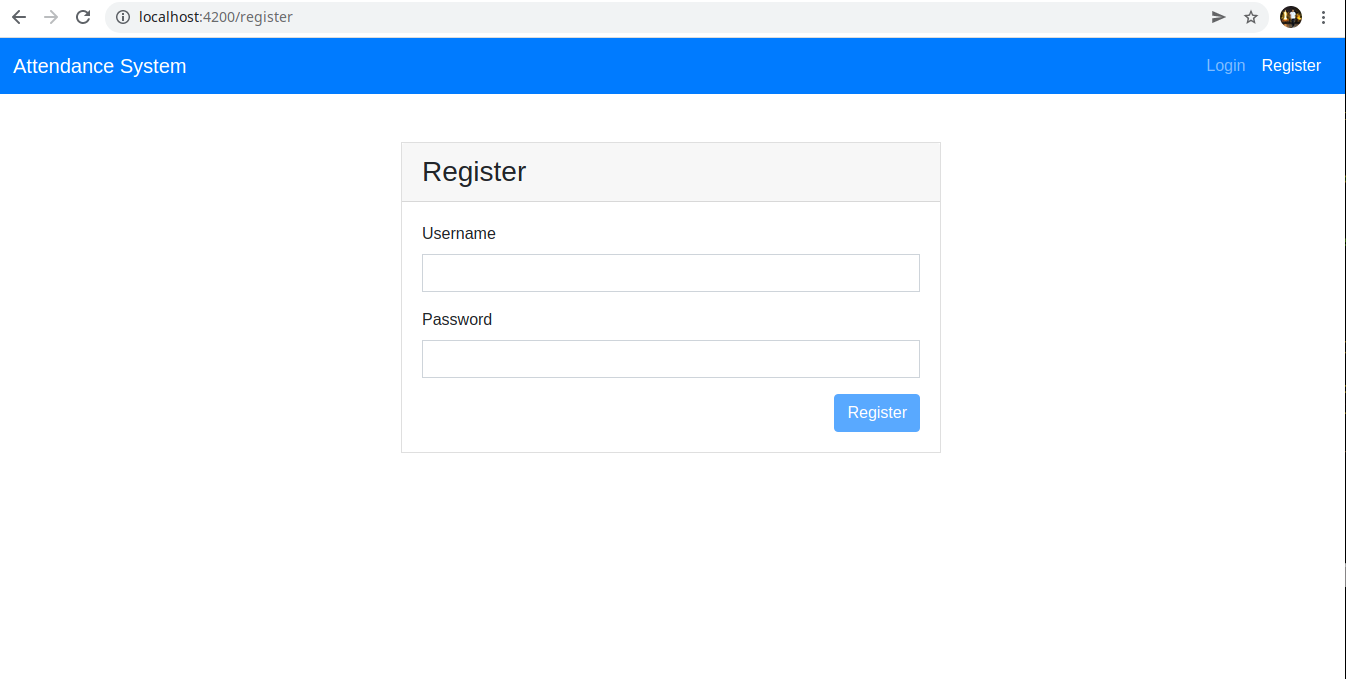 localhost:4200/register
Attendance System
Login Register
Register
Username
Password
Register